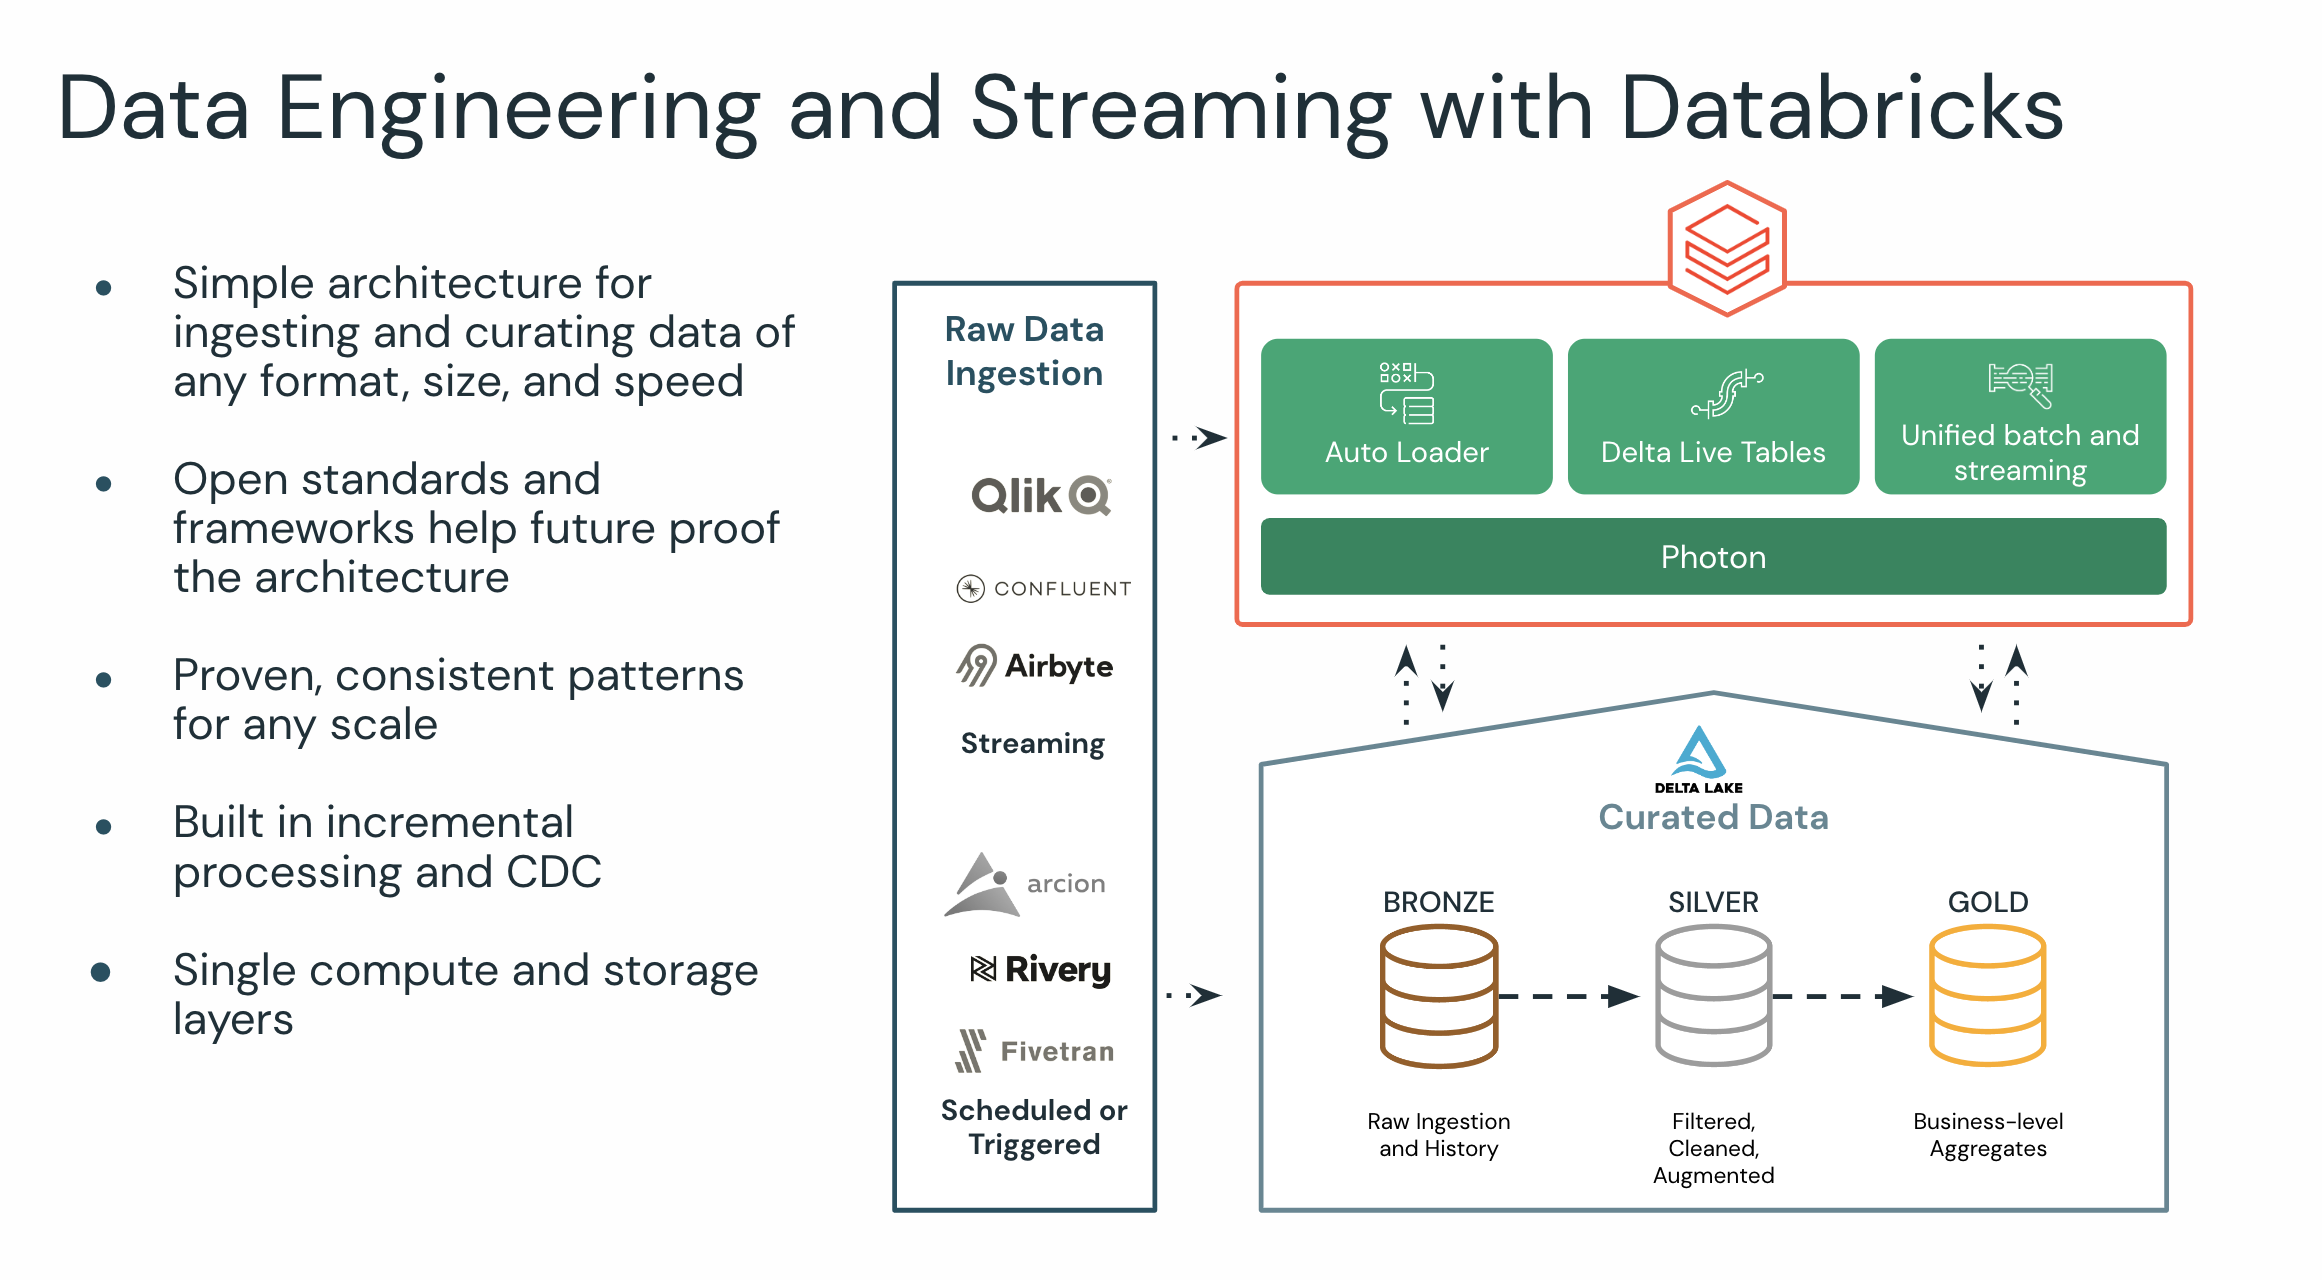 Data Engineering and Streaming with Databricks
• Simple architecture for
ingesting and curating data of
any format, size, and speed
• Open standards and
frameworks help future proof
the architecture
• Proven, consistent patterns
for any scale
• Built in incremental
processing and CDC
• Single compute and storage
layers
Raw Data
Ingestion
Qlik
CONFLUENT
Airbyte
Streaming
arcion
Rivery
Fivetran
Scheduled or
Triggered
Auto Loader
Delta Live Tables
Unified batch and
streaming
Photon
DELTA LAKE
Curated Data
BRONZE
Raw Ingestion
and History
SILVER
Filtered,
Cleaned,
Augmented
GOLD
Business-level
Aggregates